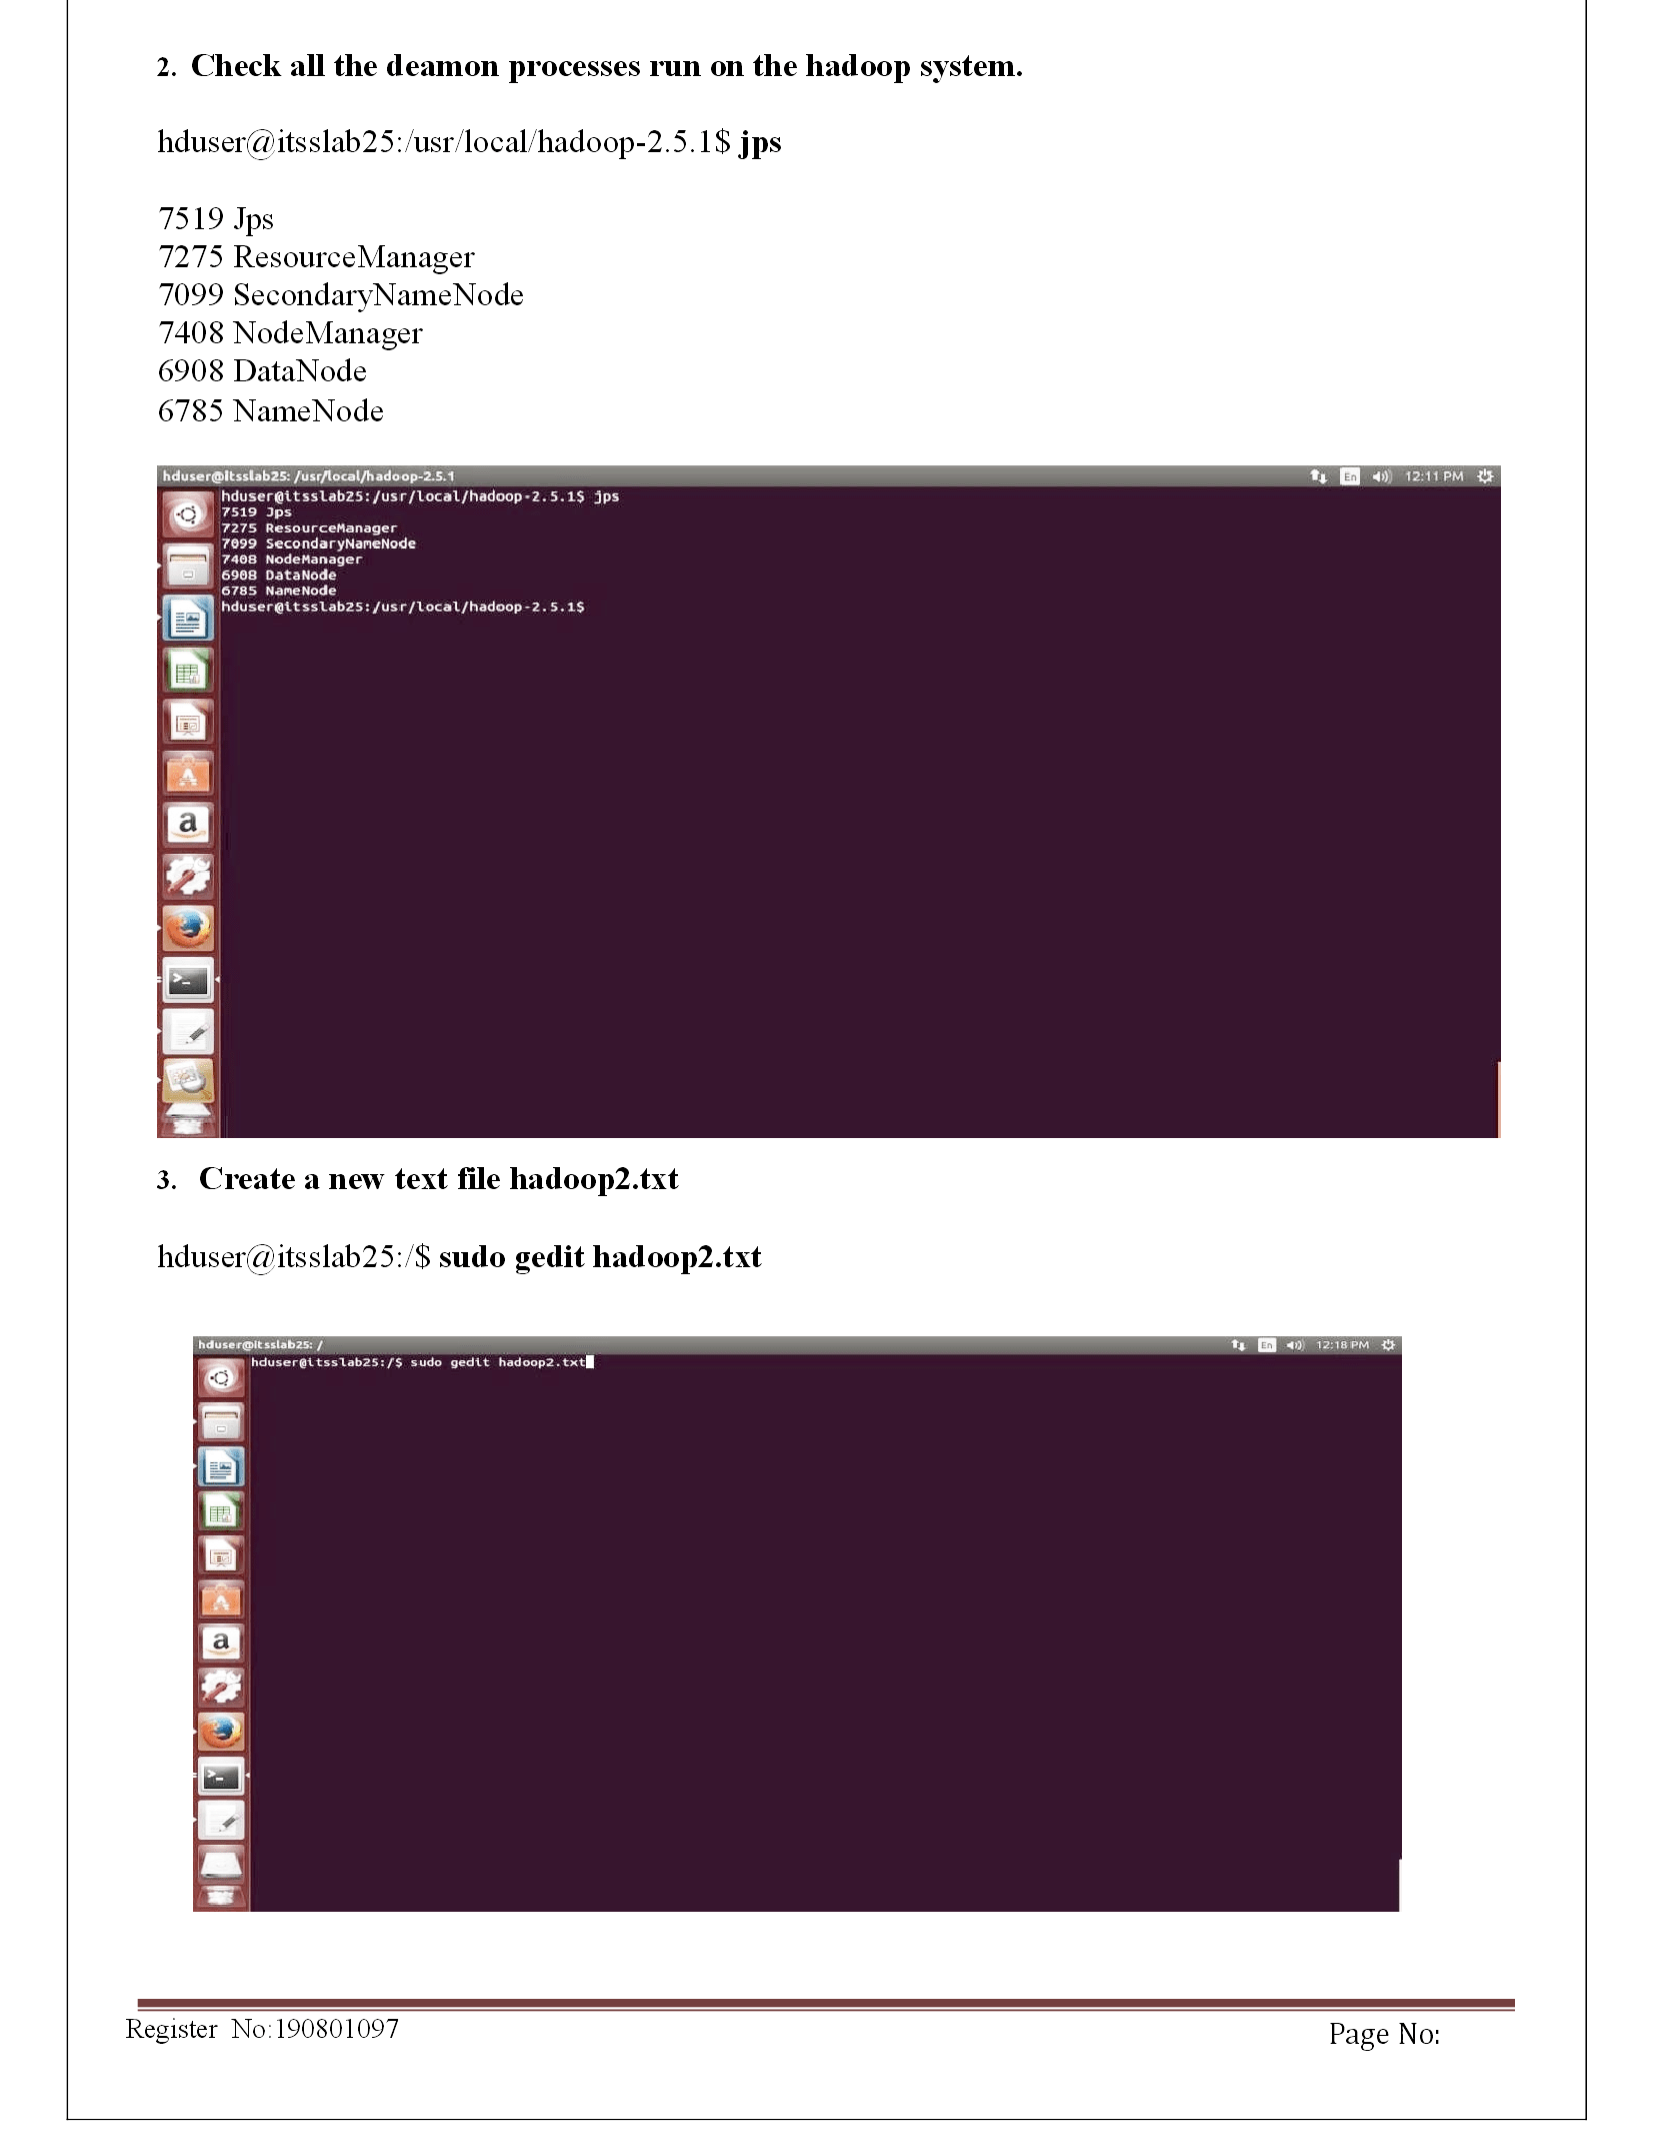 2. Check all the deamon processes run on the hadoop system.
hduser@itsslab25:/usr/local/hadoop-2.5.1$ jps
7519 Jps
7275 ResourceManager
7099 SecondaryNameNode
7408 NodeManager
6908 DataNode
6785 NameNode
hduser@itsslab25: /usr/local/hadoop-2.5.1 En 12:11 PM
hduser@itsslab25:/usr/local/hadoop-2.5.1$ jps
7519 Jps
7275 ResourceManager
7099 SecondaryNameNode
7408 NodeManager
6908 DataNode
6785 NameNode
hduser@itsslab25:/usr/local/hadoop-2.5.1$
3. Create a new text file hadoop2.txt
hduser@itsslab25:/$ sudo gedit hadoop2.txt
hduser@itsslab25: / En 12:18 PM
hduser@itsslab25:/$ sudo gedit hadoop2.txt
Register No:190801097
Page No: